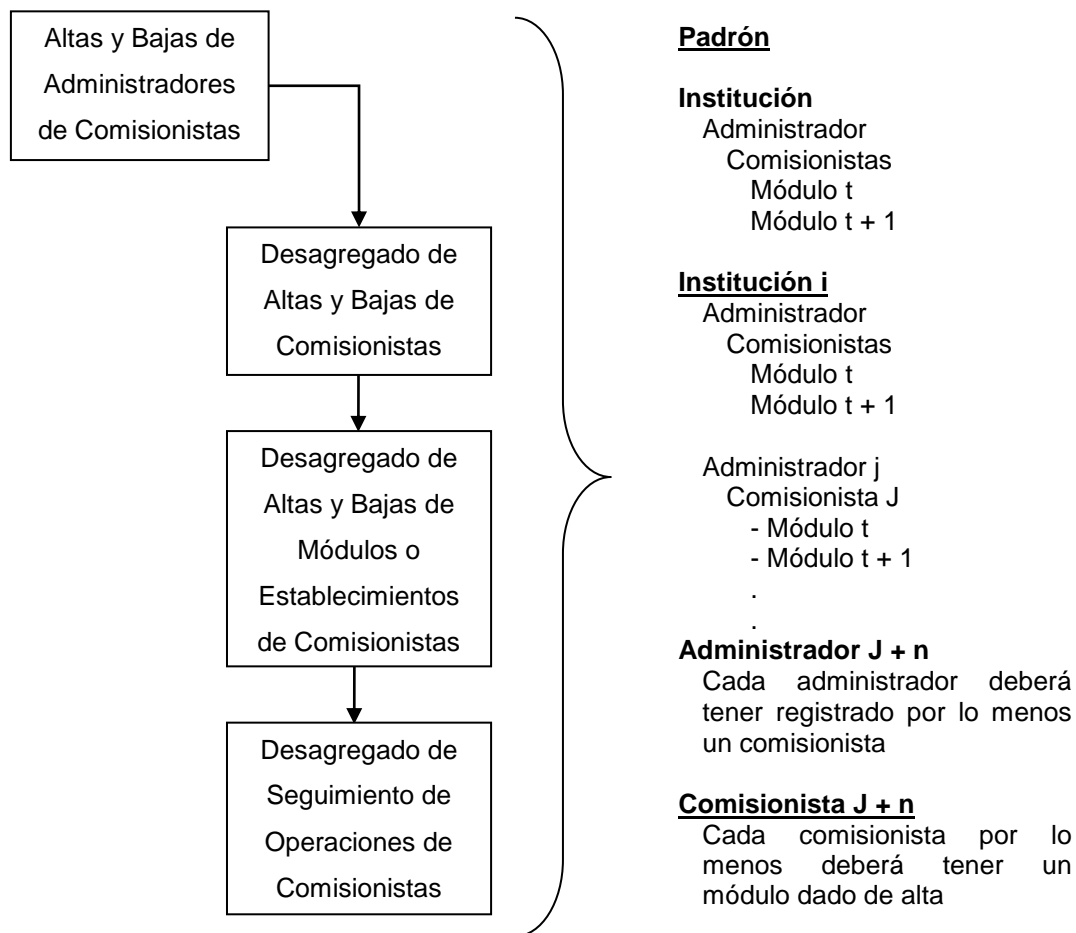 Altas y Bajas de
Administradores
de Comisionistas
Desagregado de
Altas y Bajas de
Comisionistas
Desagregado de
Altas y Bajas de
Módulos o
Establecimientos
de Comisionistas
Desagregado de
Seguimiento de
Operaciones de
Comisionistas
Padrón
Institución
Administrador
Comisionistas
Módulo t
Módulo t + 1
Institución i
Administrador
Comisionistas
Módulo t
Módulo t + 1
Administrador j
Comisionista J
- Módulo t
- Módulo t + 1
.
.
Administrador J + n
Cada administrador deberá
tener registrado por lo menos
un comisionista
Comisionista J + n
Cada comisionista por lo
menos deberá tener un
módulo dado de alta